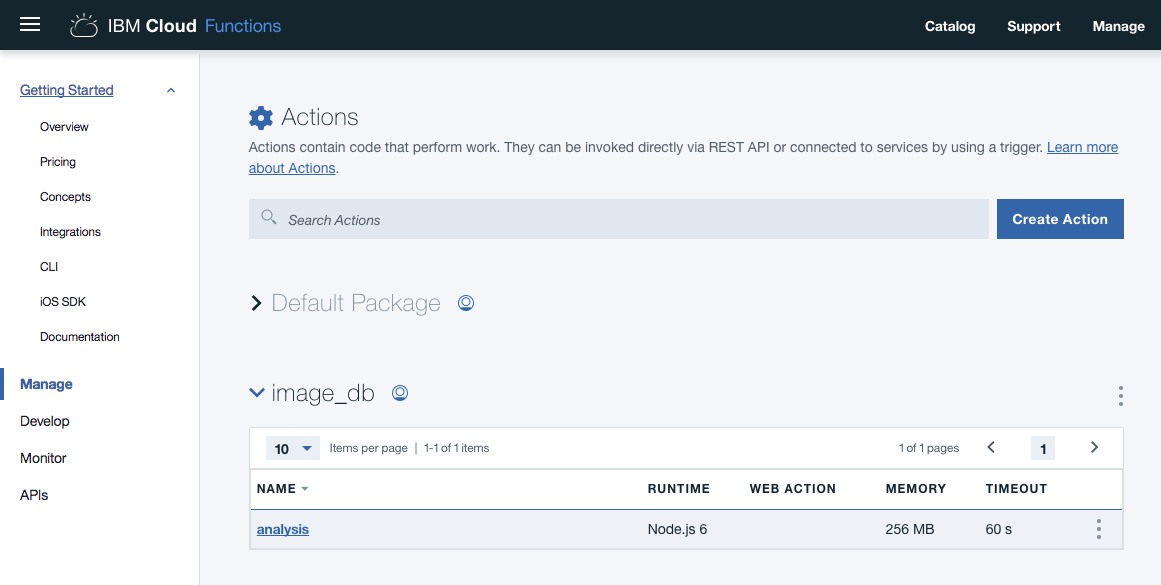 IBM Cloud Functions
Catalog Support Manage
Getting Started
Overview
Pricing
Concepts
Integrations
CLI
iOS SDK
Documentation
Manage
Develop
Monitor
APIs
Actions
Actions contain code that perform work. They can be invoked directly via REST API or connected to services by using a trigger. Learn more
about Actions.
Search Actions
Create Action
Default Package
image_db
10 Items per page | 1-1 of 1 items 1 of 1 pages 1
NAME RUNTIME WEB ACTION MEMORY TIMEOUT
analysis Node.js 6 256 MB 60 s